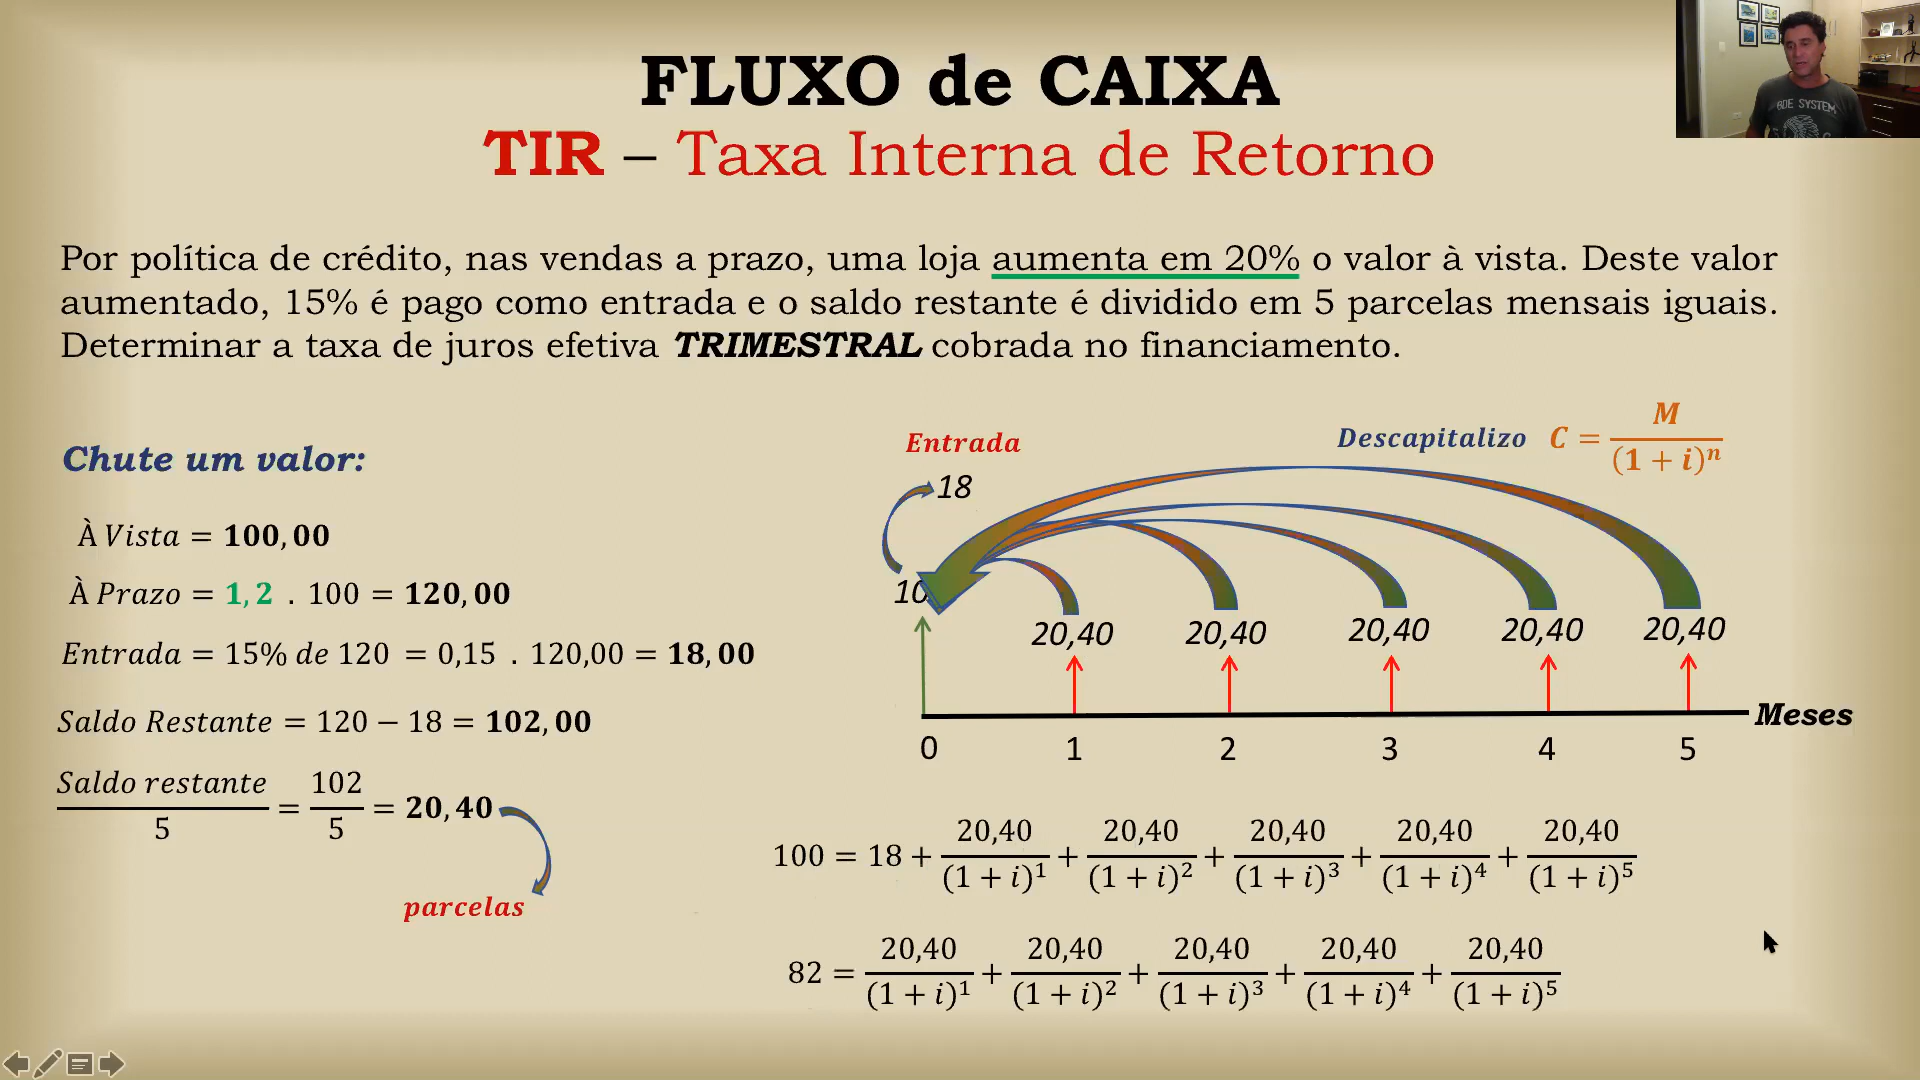 FLUXO de CAIXA
TIR – Taxa Interna de Retorno
Por política de crédito, nas vendas a prazo, uma loja aumenta em 20% o valor à vista. Deste valor
aumentado, 15% é pago como entrada e o saldo restante é dividido em 5 parcelas mensais iguais.
Determinar a taxa de juros efetiva TRIMESTRAL cobrada no financiamento.
Chute um valor:
À Vista = 100,00
À Prazo = 1,2 . 100 = 120,00
Entrada = 15% de 120 = 0,15 . 120,00 = 18,00
Saldo Restante = 120 − 18 = 102,00
Saldo restante / 5 = 102 / 5 = 20,40
parcelas
Entrada
18
Descapitalizo C = M / (1 + i)^n
10
20,40 20,40 20,40 20,40 20,40
Meses
0 1 2 3 4 5
100 = 18 + 20,40 / (1 + i)^1 + 20,40 / (1 + i)^2 + 20,40 / (1 + i)^3 + 20,40 / (1 + i)^4 + 20,40 / (1 + i)^5
82 = 20,40 / (1 + i)^1 + 20,40 / (1 + i)^2 + 20,40 / (1 + i)^3 + 20,40 / (1 + i)^4 + 20,40 / (1 + i)^5
BDE SYSTEM